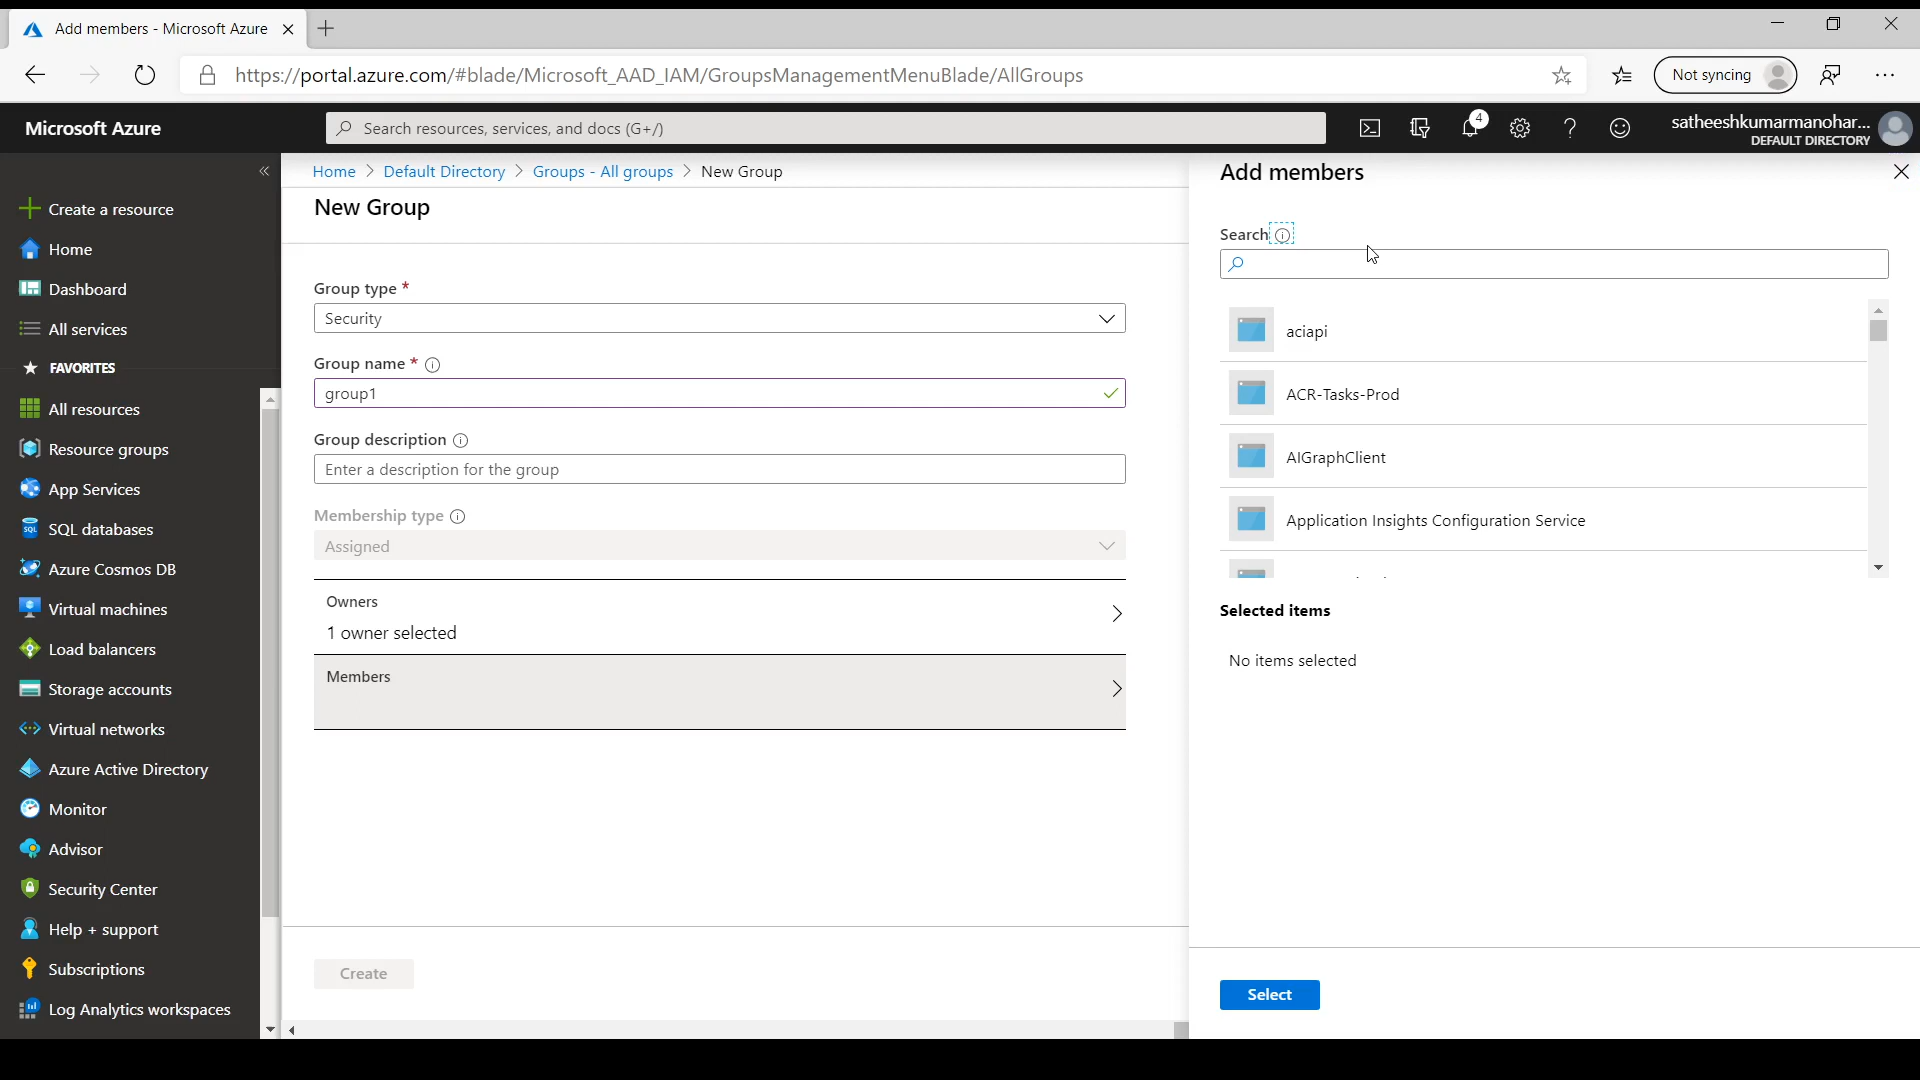 Add members - Microsoft Azure
https://portal.azure.com/#blade/Microsoft_AAD_IAM/GroupsManagementMenuBlade/AllGroups
Not syncing
Microsoft Azure
Search resources, services, and docs (G+/)
4
satheeshkumarmanohar...
DEFAULT DIRECTORY
Create a resource
Home
Dashboard
All services
FAVORITES
All resources
Resource groups
App Services
SQL databases
Azure Cosmos DB
Virtual machines
Load balancers
Storage accounts
Virtual networks
Azure Active Directory
Monitor
Advisor
Security Center
Help + support
Subscriptions
Log Analytics workspaces
Home > Default Directory > Groups - All groups > New Group
New Group
Group type *
Security
Group name *
group1
Group description
Enter a description for the group
Membership type
Assigned
Owners
1 owner selected
Members
Create
Add members
Search
aciapi
ACR-Tasks-Prod
AIGraphClient
Application Insights Configuration Service
Selected items
No items selected
Select